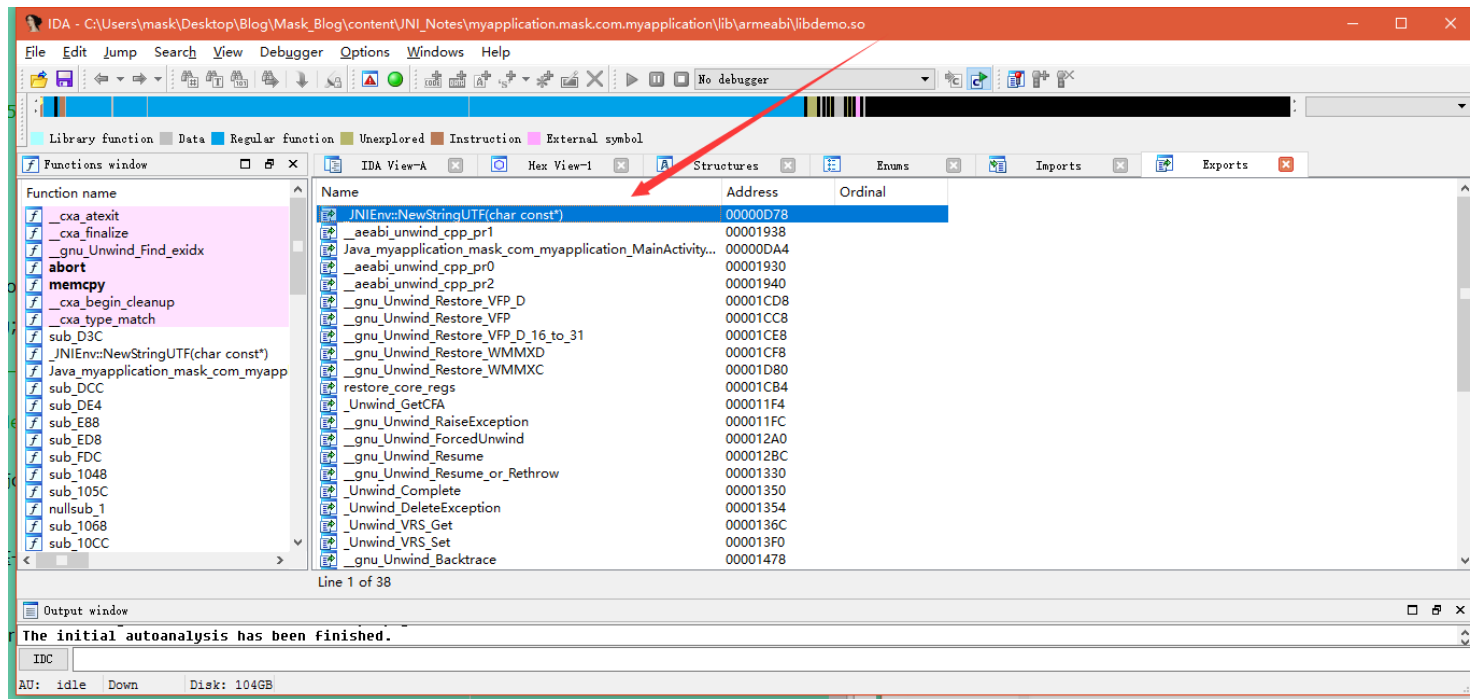 IDA - C:\Users\mask\Desktop\Blog\Mask_Blog\content\JNI_Notes\myapplication.mask.com.myapplication\lib\armeabi\libdemo.so
File Edit Jump Search View Debugger Options Windows Help
No debugger
Library function Data Regular function Unexplored Instruction External symbol
Functions window
IDA View-A Hex View-1 Structures Enums Imports Exports
Function name
__cxa_atexit
__cxa_finalize
__gnu_Unwind_Find_exidx
abort
memcpy
__cxa_begin_cleanup
__cxa_type_match
sub_D3C
_JNIEnv::NewStringUTF(char const*)
Java_myapplication_mask_com_myapp
sub_DCC
sub_DE4
sub_E88
sub_ED8
sub_FDC
sub_1048
sub_105C
nullsub_1
sub_1068
sub_10CC
Name Address Ordinal
_JNIEnv::NewStringUTF(char const*) 00000D78
__aeabi_unwind_cpp_pr1 00001938
Java_myapplication_mask_com_myapplication_MainActivity... 00000DA4
__aeabi_unwind_cpp_pr0 00001930
__aeabi_unwind_cpp_pr2 00001940
__gnu_Unwind_Restore_VFP_D 00001CD8
__gnu_Unwind_Restore_VFP 00001CC8
__gnu_Unwind_Restore_VFP_D_16_to_31 00001CE8
__gnu_Unwind_Restore_WMMXD 00001CF8
__gnu_Unwind_Restore_WMMXC 00001D80
restore_core_regs 00001CB4
_Unwind_GetCFA 000011F4
__gnu_Unwind_RaiseException 000011FC
__gnu_Unwind_ForcedUnwind 000012A0
__gnu_Unwind_Resume 000012BC
__gnu_Unwind_Resume_or_Rethrow 00001330
_Unwind_Complete 00001350
_Unwind_DeleteException 00001354
_Unwind_VRS_Get 0000136C
_Unwind_VRS_Set 000013F0
__gnu_Unwind_Backtrace 00001478
Line 1 of 38
Output window
The initial autoanalysis has been finished.
IDC
AU: idle Down Disk: 104GB